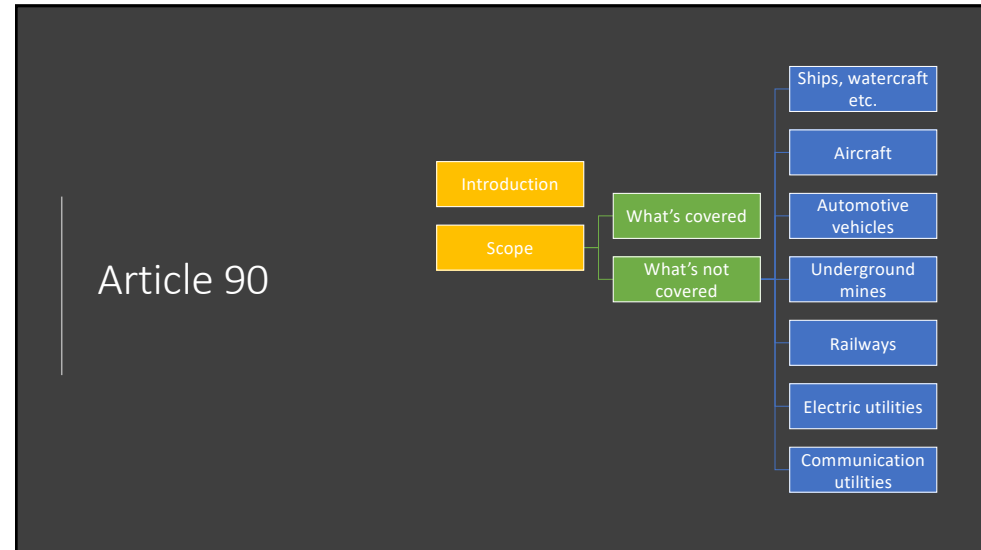 Article 90
Introduction
Scope
What’s covered
What’s not
covered
Ships, watercraft
etc.
Aircraft
Automotive
vehicles
Underground
mines
Railways
Electric utilities
Communication
utilities